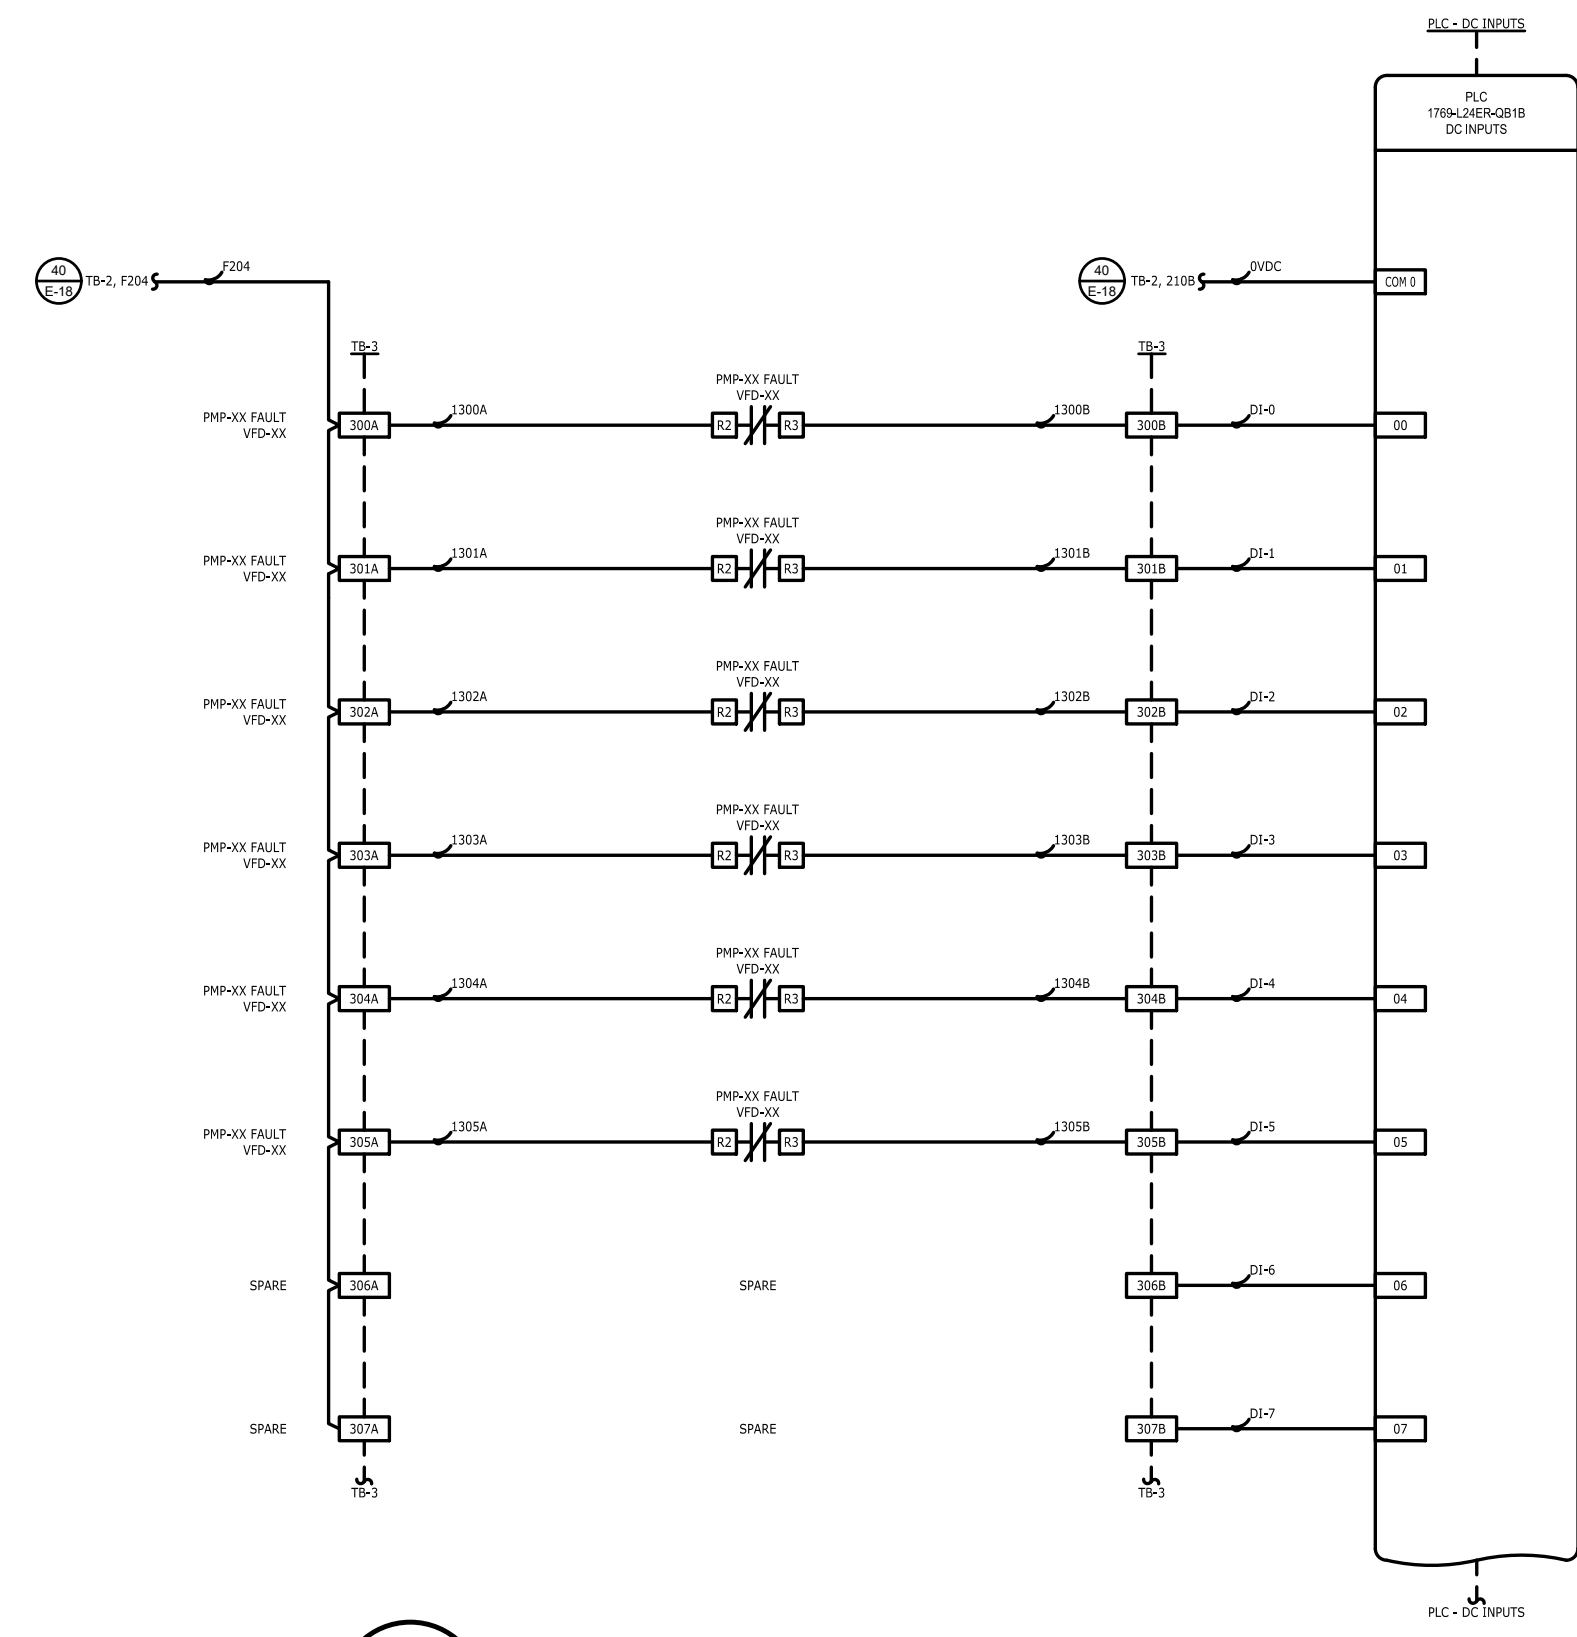 PLC - DC INPUTS
PLC
1769-L24ER-QB1B
DC INPUTS
40
E-18
TB-2, F204
F204
40
E-18
TB-2, 210B
0VDC
COM 0
TB-3
TB-3
PMP-XX FAULT
VFD-XX
300A
1300A
PMP-XX FAULT
VFD-XX
R2
R3
1300B
300B
DI-0
00
PMP-XX FAULT
VFD-XX
301A
1301A
PMP-XX FAULT
VFD-XX
R2
R3
1301B
301B
DI-1
01
PMP-XX FAULT
VFD-XX
302A
1302A
PMP-XX FAULT
VFD-XX
R2
R3
1302B
302B
DI-2
02
PMP-XX FAULT
VFD-XX
303A
1303A
PMP-XX FAULT
VFD-XX
R2
R3
1303B
303B
DI-3
03
PMP-XX FAULT
VFD-XX
304A
1304A
PMP-XX FAULT
VFD-XX
R2
R3
1304B
304B
DI-4
04
PMP-XX FAULT
VFD-XX
305A
1305A
PMP-XX FAULT
VFD-XX
R2
R3
1305B
305B
DI-5
05
SPARE
306A
SPARE
306B
DI-6
06
SPARE
307A
SPARE
307B
DI-7
07
TB-3
TB-3
PLC - DC INPUTS